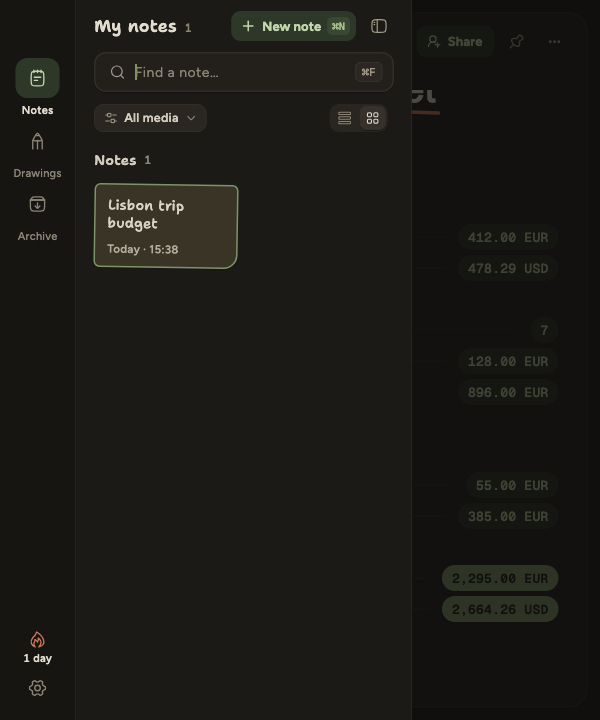 My notes 1
+ New note ⌘N
Share
Find a note... ⌘F
All media
Notes
Drawings
Archive
Notes 1
Lisbon trip
budget
Today · 15:38
412.00 EUR
478.29 USD
7
128.00 EUR
896.00 EUR
55.00 EUR
385.00 EUR
2,295.00 EUR
2,664.26 USD
1 day